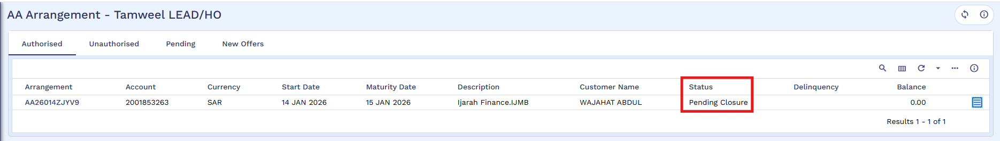 AA Arrangement - Tamweel LEAD/HO
Authorised Unauthorised Pending New Offers
Arrangement Account Currency Start Date Maturity Date Description Customer Name Status Delinquency Balance
AA26014ZJYV9 2001853263 SAR 14 JAN 2026 15 JAN 2026 Ijarah Finance.IJMB WAJAHAT ABDUL Pending Closure 0.00
Results 1 - 1 of 1